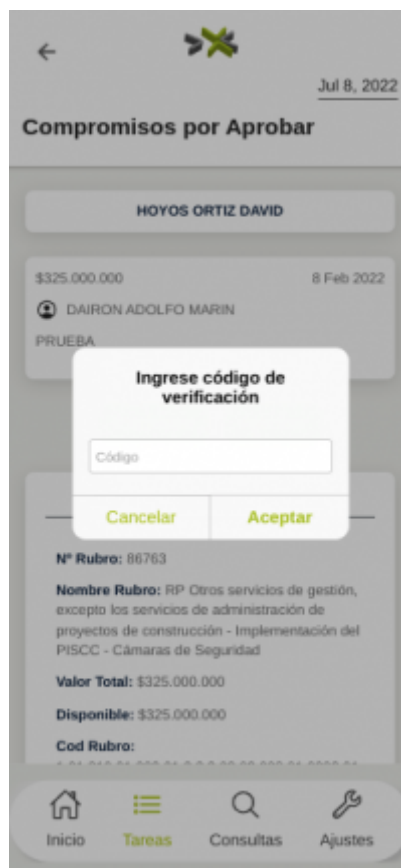 Jul 8, 2022
Compromisos por Aprobar
HOYOS ORTIZ DAVID
$325.000.000 8 Feb 2022
DAIRON ADOLFO MARIN
PRUEBA
Ingrese código de
verificación
Código
Cancelar Aceptar
Nº Rubro: 86763
Nombre Rubro: RP Otros servicios de gestión,
excepto los servicios de administración de
proyectos de construcción - Implementación del
PISCC - Cámaras de Seguridad
Valor Total: $325.000.000
Disponible: $325.000.000
Cod Rubro:
Inicio Tareas Consultas Ajustes